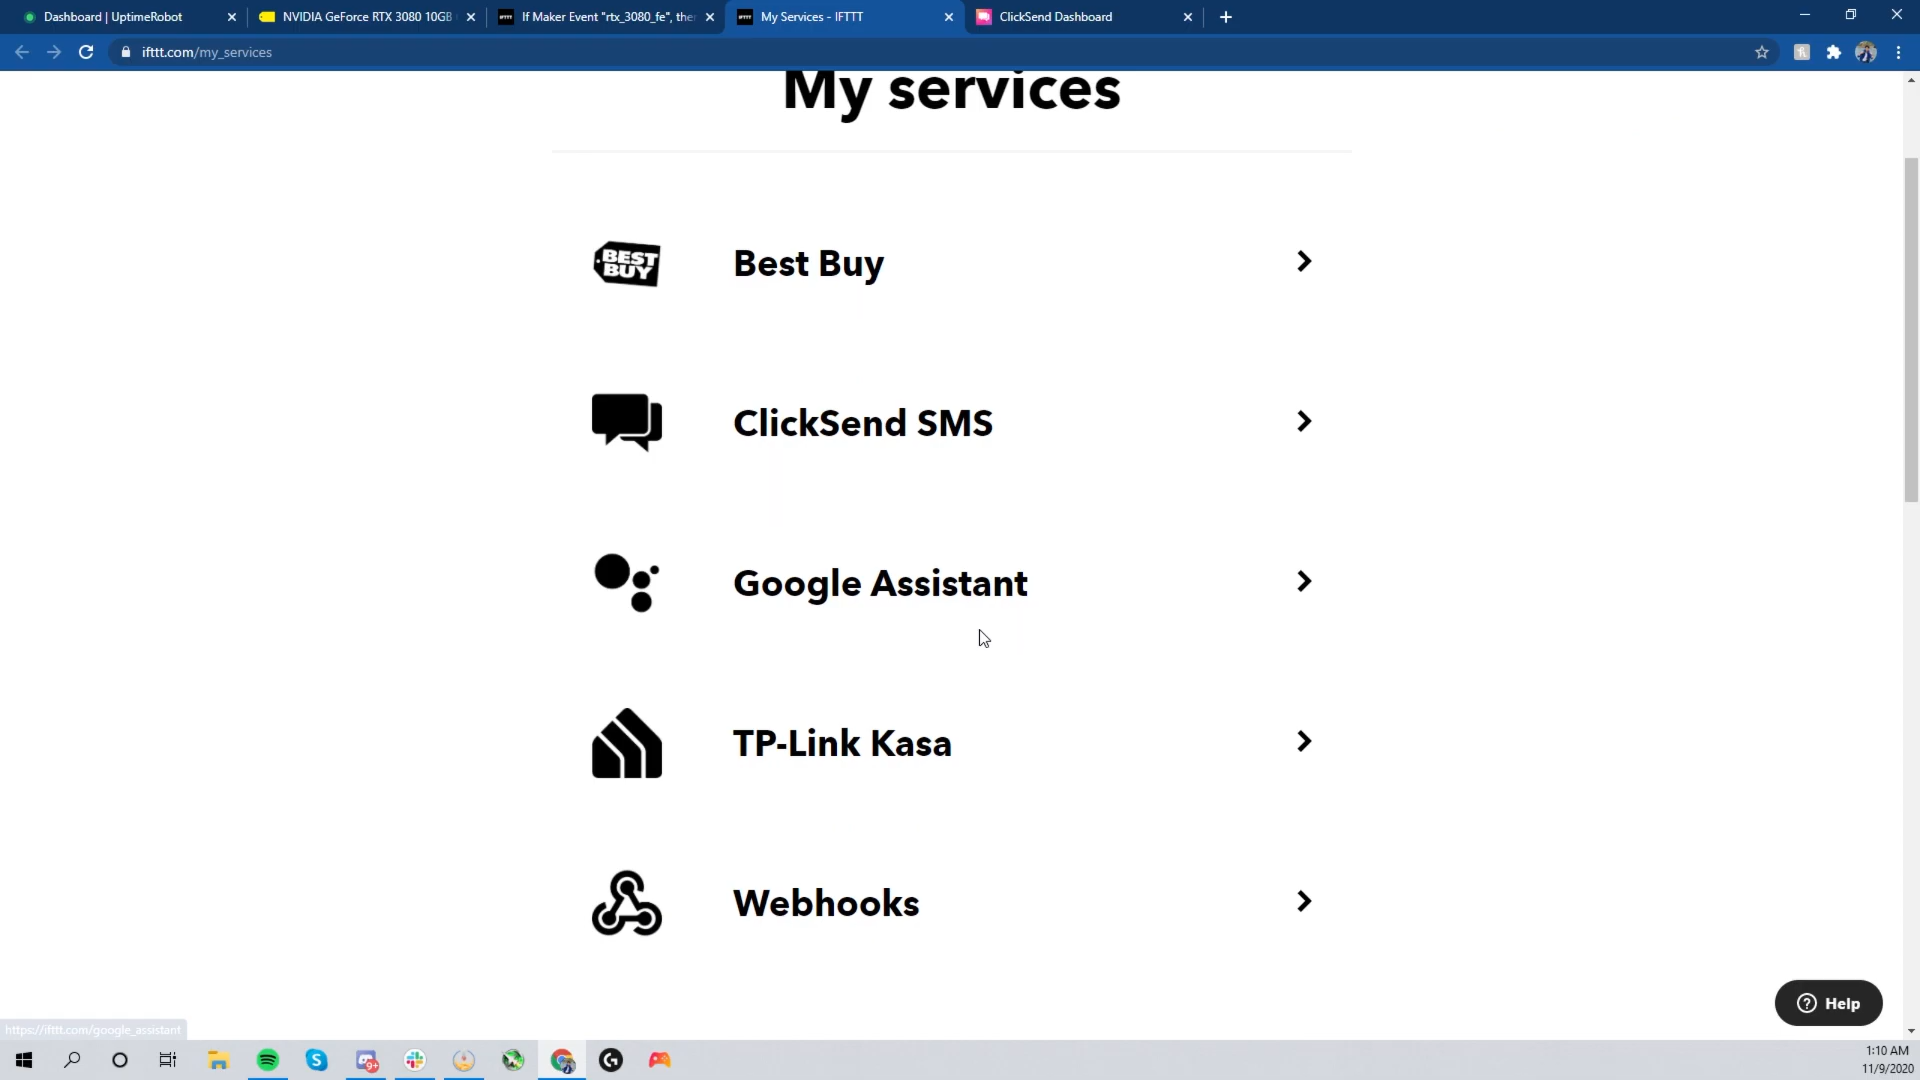 Dashboard | UptimeRobot
NVIDIA GeForce RTX 3080 10GB
If Maker Event "rtx_3080_fe", the
My Services - IFTTT
ClickSend Dashboard
ifttt.com/my_services
My services
BEST BUY
Best Buy
ClickSend SMS
Google Assistant
TP-Link Kasa
Webhooks
Help
https://ifttt.com/google_assistant
9+
1:10 AM
11/9/2020